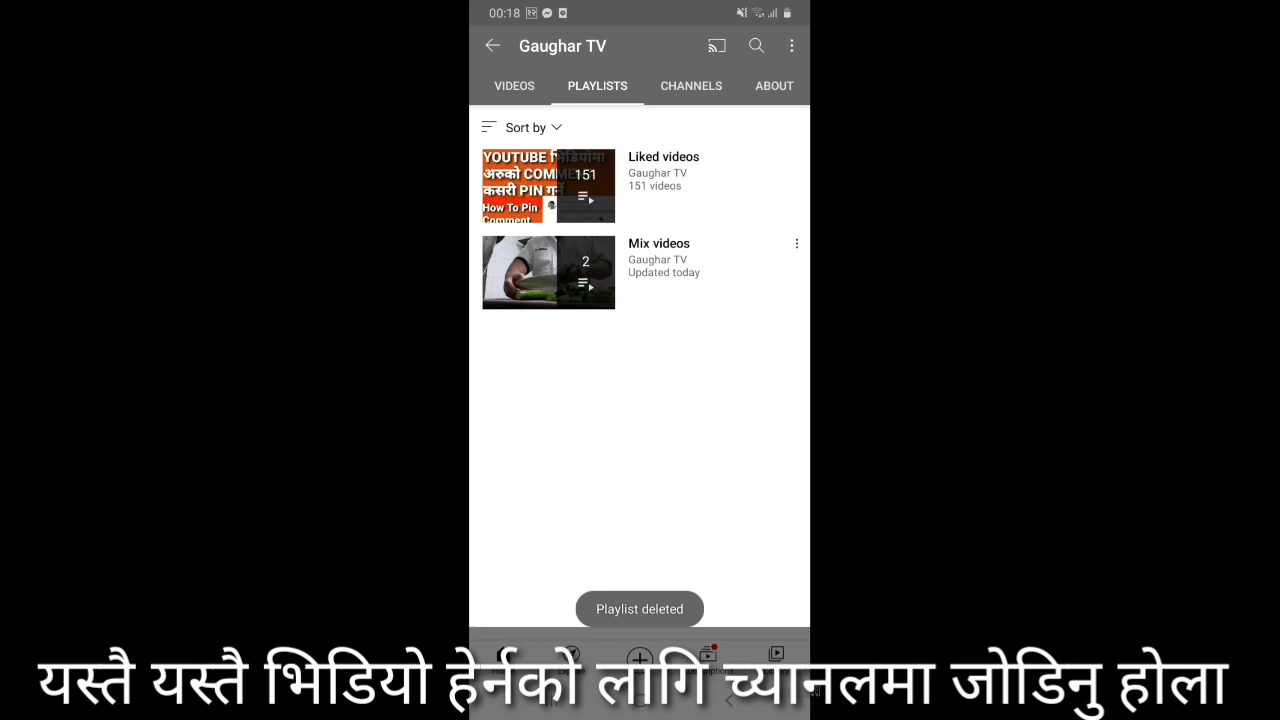 00:18
Gaughar TV
VIDEOS PLAYLISTS CHANNELS ABOUT
Sort by
YOUTUBE भिडियोमा
अरुको COMMENT
कसरी PIN गर्ने
How To Pin
Comment
151
Liked videos
Gaughar TV
151 videos
2
Mix videos
Gaughar TV
Updated today
Playlist deleted
यस्तै यस्तै भिडियो हेर्नको लागि च्यानलमा जोडिनु होला